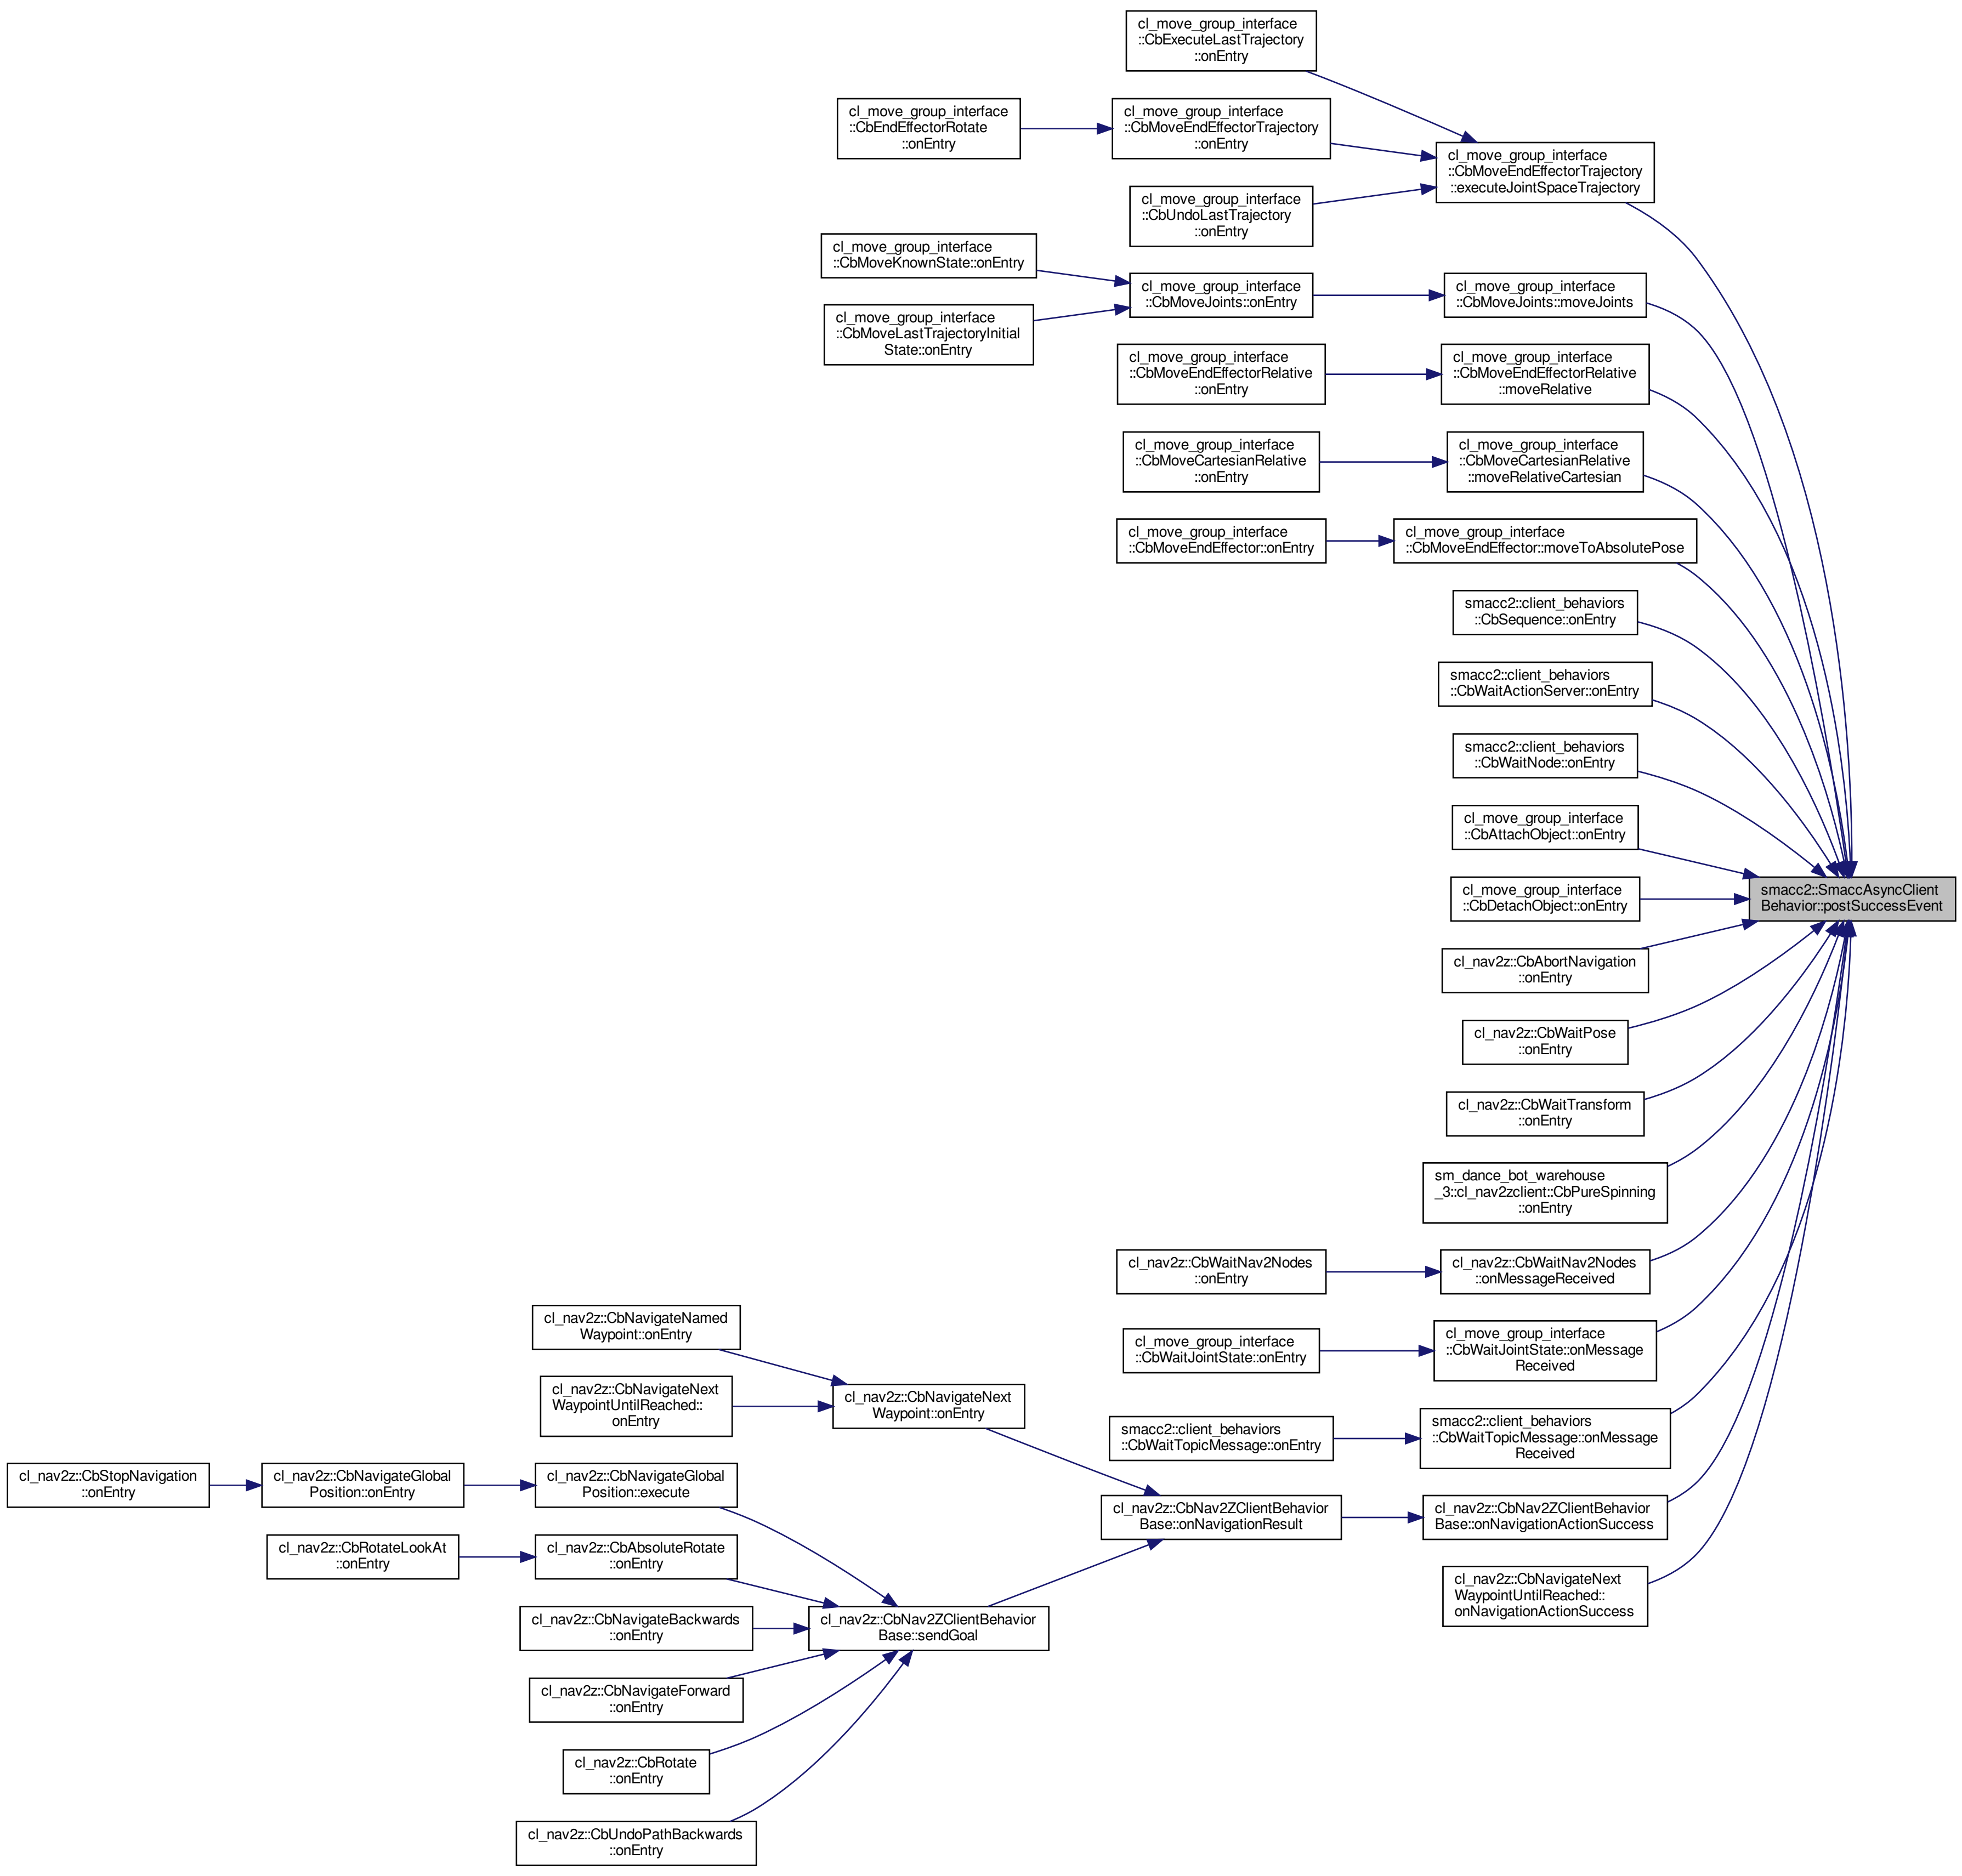 cl_move_group_interface
::CbExecuteLastTrajectory
::onEntry
cl_move_group_interface
::CbEndEffectorRotate
::onEntry
cl_move_group_interface
::CbMoveEndEffectorTrajectory
::onEntry
cl_move_group_interface
::CbMoveEndEffectorTrajectory
::executeJointSpaceTrajectory
cl_move_group_interface
::CbUndoLastTrajectory
::onEntry
cl_move_group_interface
::CbMoveKnownState::onEntry
cl_move_group_interface
::CbMoveJoints::onEntry
cl_move_group_interface
::CbMoveJoints::moveJoints
cl_move_group_interface
::CbMoveLastTrajectoryInitial
State::onEntry
cl_move_group_interface
::CbMoveEndEffectorRelative
::onEntry
cl_move_group_interface
::CbMoveEndEffectorRelative
::moveRelative
cl_move_group_interface
::CbMoveCartesianRelative
::onEntry
cl_move_group_interface
::CbMoveCartesianRelative
::moveRelativeCartesian
cl_move_group_interface
::CbMoveEndEffector::onEntry
cl_move_group_interface
::CbMoveEndEffector::moveToAbsolutePose
smacc2::client_behaviors
::CbSequence::onEntry
smacc2::client_behaviors
::CbWaitActionServer::onEntry
smacc2::client_behaviors
::CbWaitNode::onEntry
cl_move_group_interface
::CbAttachObject::onEntry
cl_move_group_interface
::CbDetachObject::onEntry
smacc2::SmaccAsyncClient
Behavior::postSuccessEvent
cl_nav2z::CbAbortNavigation
::onEntry
cl_nav2z::CbWaitPose
::onEntry
cl_nav2z::CbWaitTransform
::onEntry
sm_dance_bot_warehouse
_3::cl_nav2zclient::CbPureSpinning
::onEntry
cl_nav2z::CbWaitNav2Nodes
::onEntry
cl_nav2z::CbWaitNav2Nodes
::onMessageReceived
cl_move_group_interface
::CbWaitJointState::onEntry
cl_move_group_interface
::CbWaitJointState::onMessage
Received
cl_nav2z::CbNavigateNamed
Waypoint::onEntry
cl_nav2z::CbNavigateNext
WaypointUntilReached::
onEntry
cl_nav2z::CbNavigateNext
Waypoint::onEntry
smacc2::client_behaviors
::CbWaitTopicMessage::onEntry
smacc2::client_behaviors
::CbWaitTopicMessage::onMessage
Received
cl_nav2z::CbStopNavigation
::onEntry
cl_nav2z::CbNavigateGlobal
Position::onEntry
cl_nav2z::CbNavigateGlobal
Position::execute
cl_nav2z::CbNav2ZClientBehavior
Base::onNavigationResult
cl_nav2z::CbNav2ZClientBehavior
Base::onNavigationActionSuccess
cl_nav2z::CbRotateLookAt
::onEntry
cl_nav2z::CbAbsoluteRotate
::onEntry
cl_nav2z::CbNavigateNext
WaypointUntilReached::
onNavigationActionSuccess
cl_nav2z::CbNavigateBackwards
::onEntry
cl_nav2z::CbNav2ZClientBehavior
Base::sendGoal
cl_nav2z::CbNavigateForward
::onEntry
cl_nav2z::CbRotate
::onEntry
cl_nav2z::CbUndoPathBackwards
::onEntry